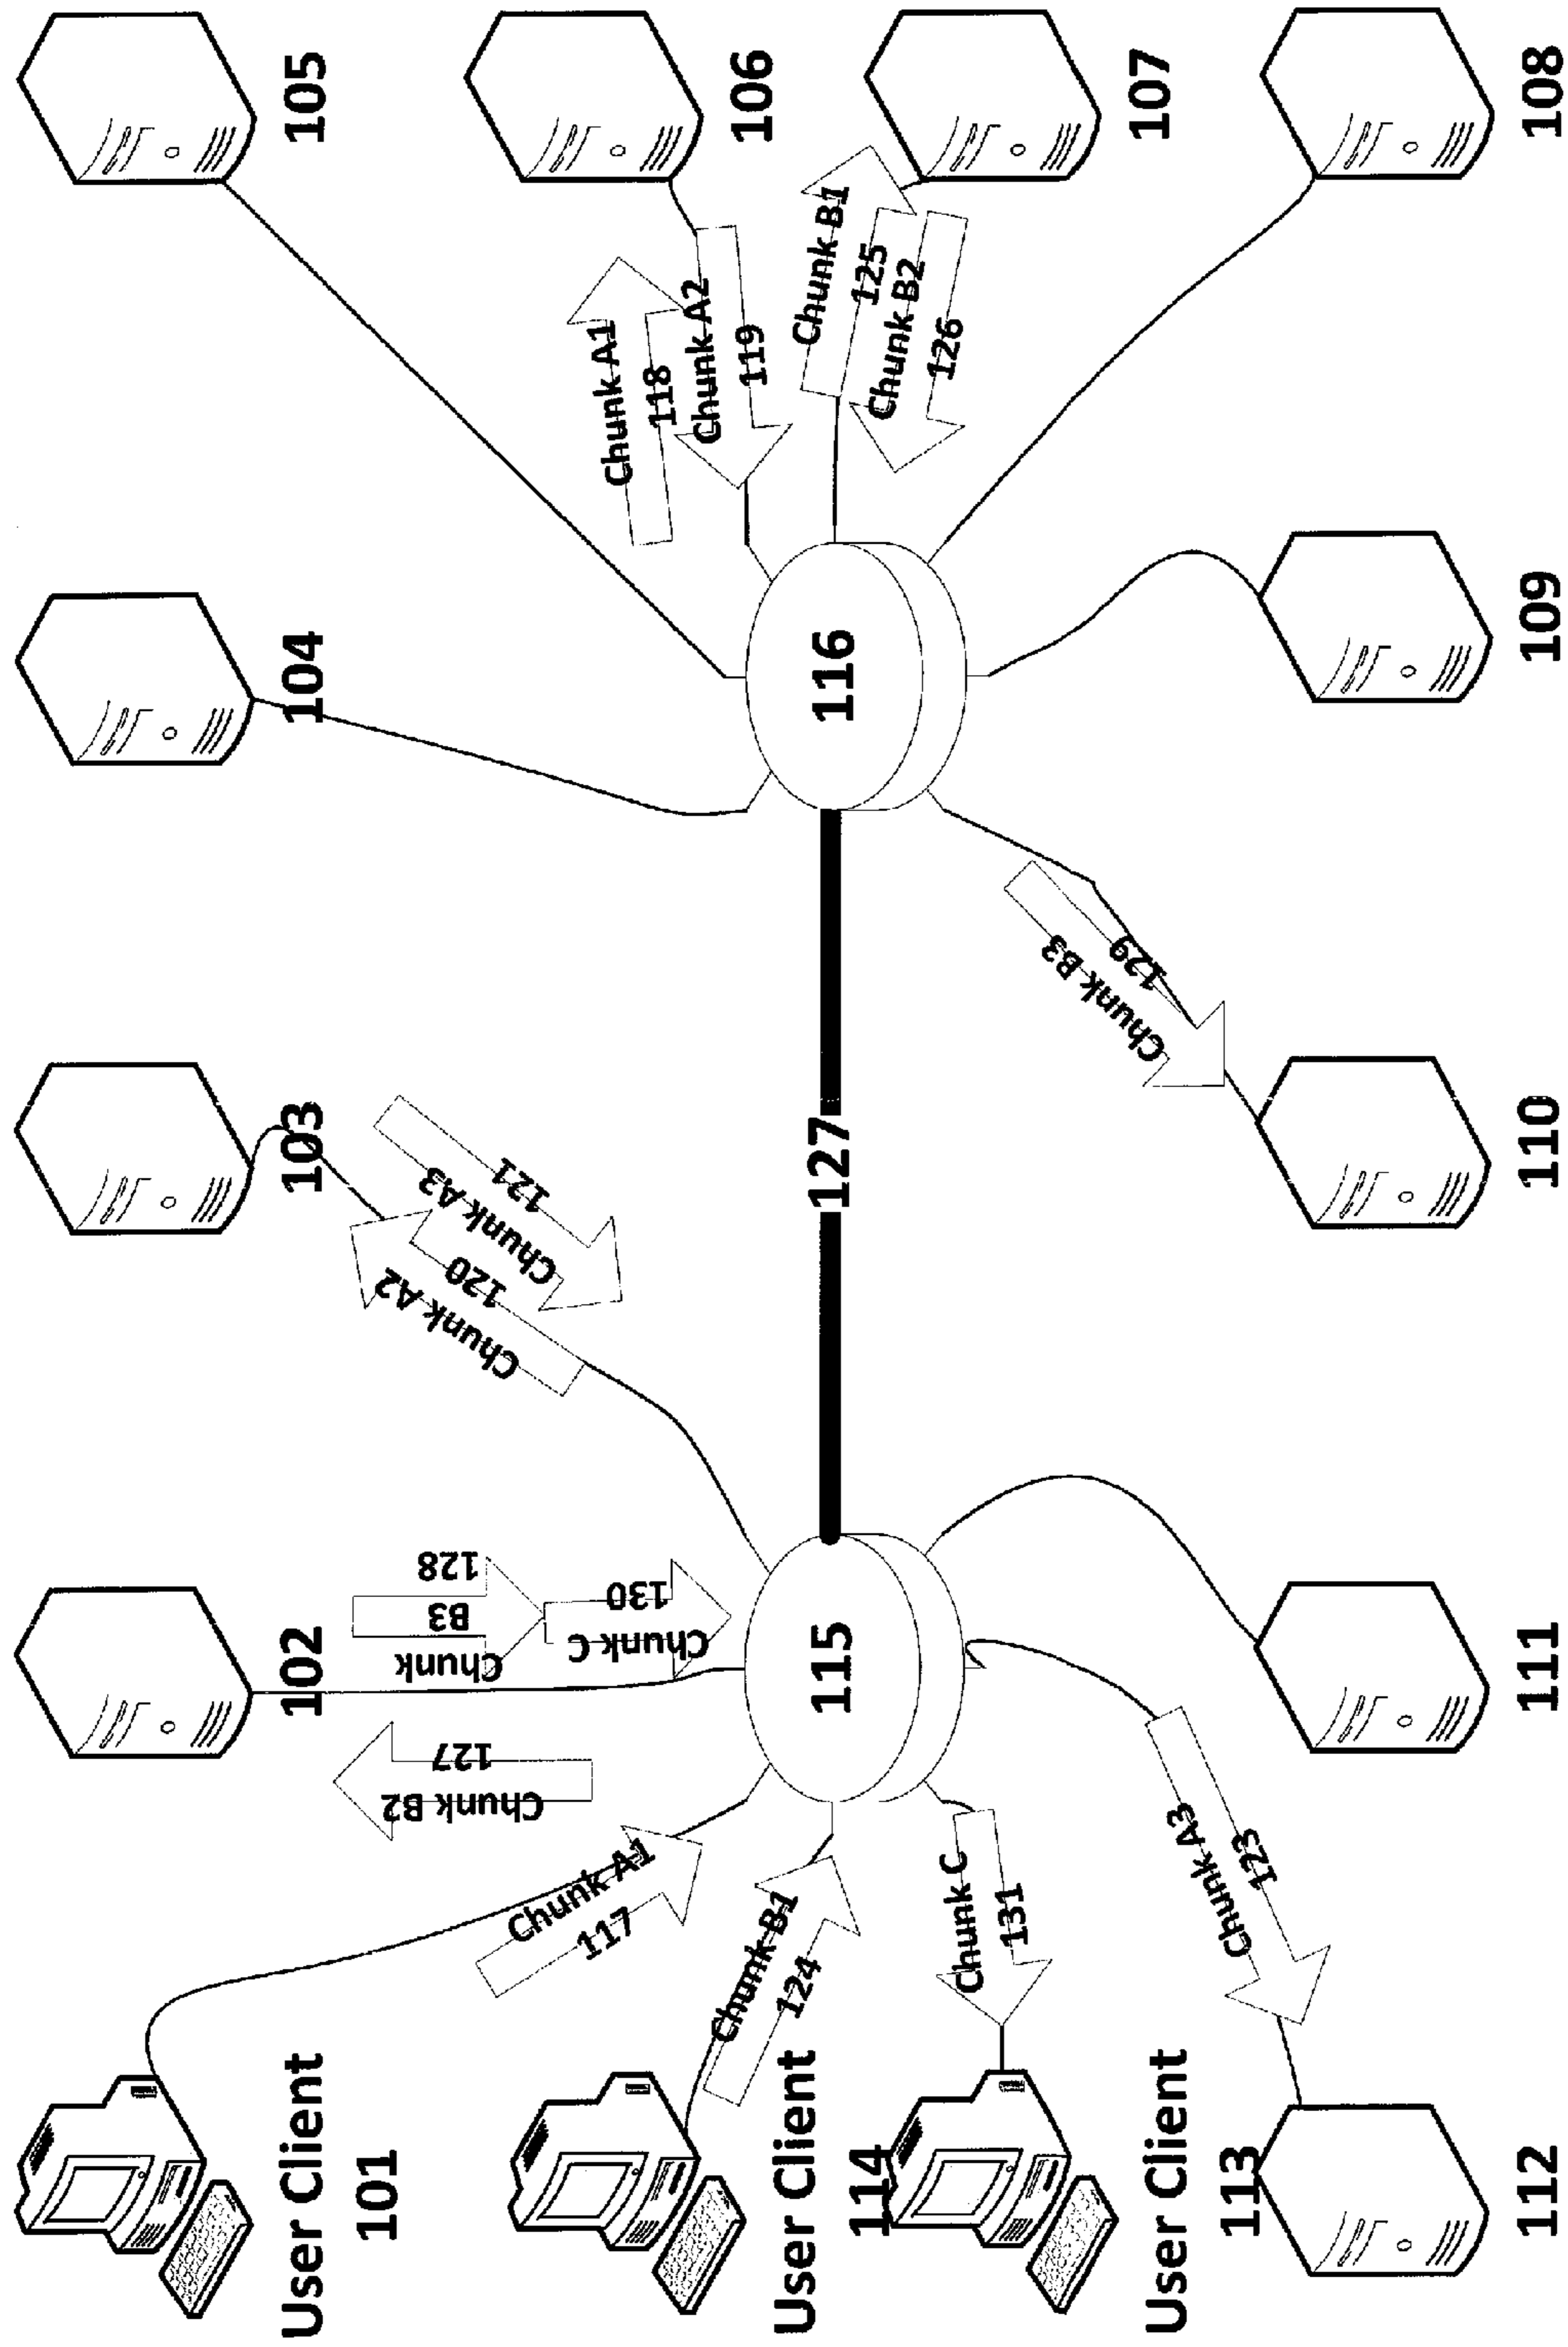 User Client
101
102
103
104
105
Chunk B2
127
Chunk
B3
128
Chunk C
130
Chunk A2
120
Chunk A3
121
Chunk A1
117
Chunk A1
118
Chunk A2
119
106
User Client
114
Chunk B1
124
115
127
116
Chunk B1
125
Chunk B2
126
107
User Client
113
Chunk C
131
Chunk A3
123
Chunk B3
129
112
111
110
109
108